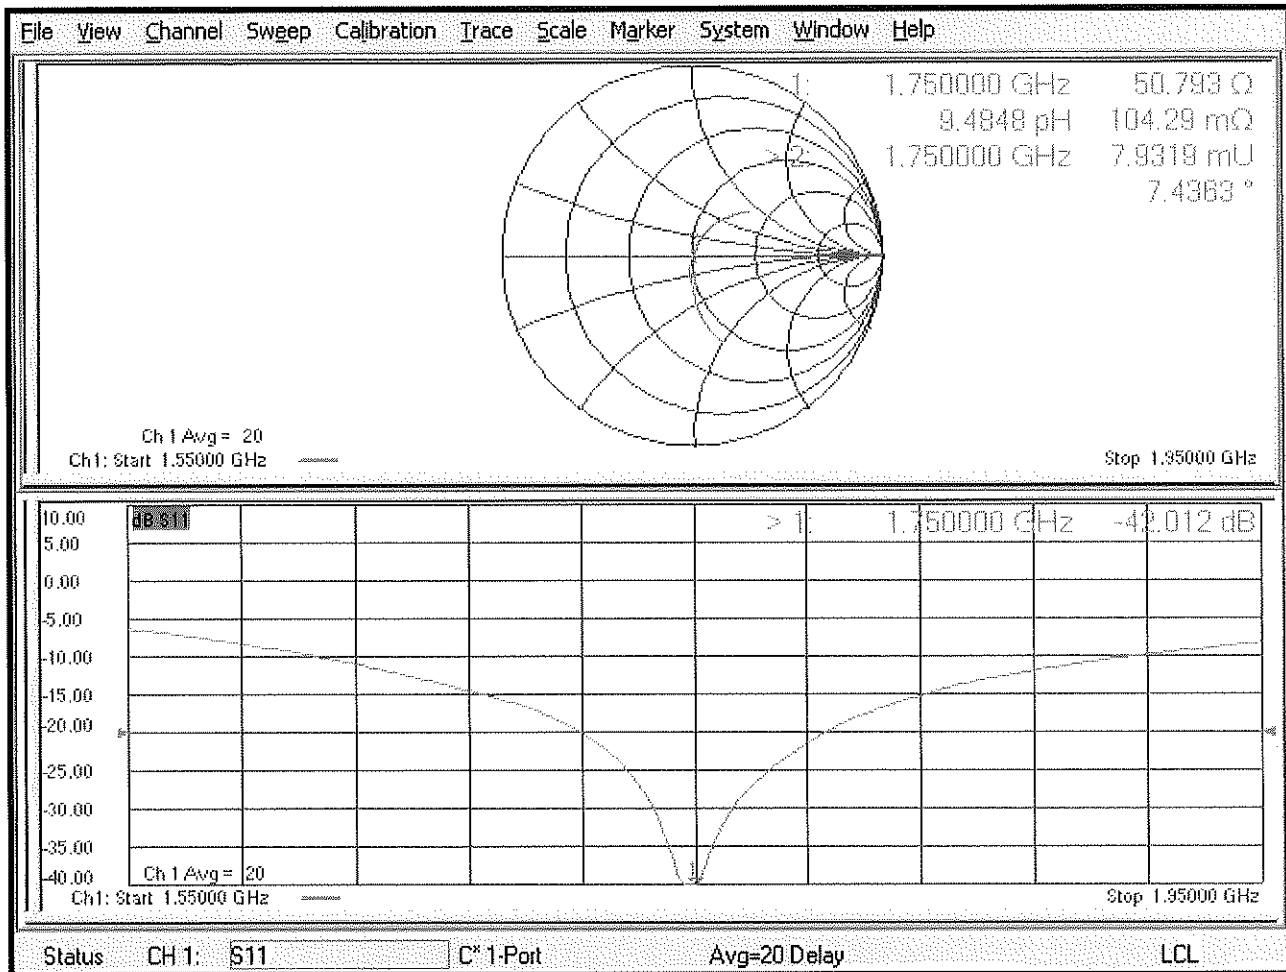 File View Channel Sweep Calibration Trace Scale Marker System Window Help
1: 1.750000 GHz 50.793 Ω
9.4848 pH 104.29 mΩ
> 2: 1.750000 GHz 7.9319 mU
7.4363 °
Ch 1 Avg = 20
Ch1: Start 1.55000 GHz Stop 1.95000 GHz
10.00 dB S11 > 1: 1.750000 GHz -42.012 dB
5.00
0.00
-5.00
-10.00
-15.00
-20.00
-25.00
-30.00
-35.00
-40.00 1
Ch 1 Avg = 20
Ch1: Start 1.55000 GHz Stop 1.95000 GHz
Status CH 1: S11 C* 1-Port Avg=20 Delay LCL